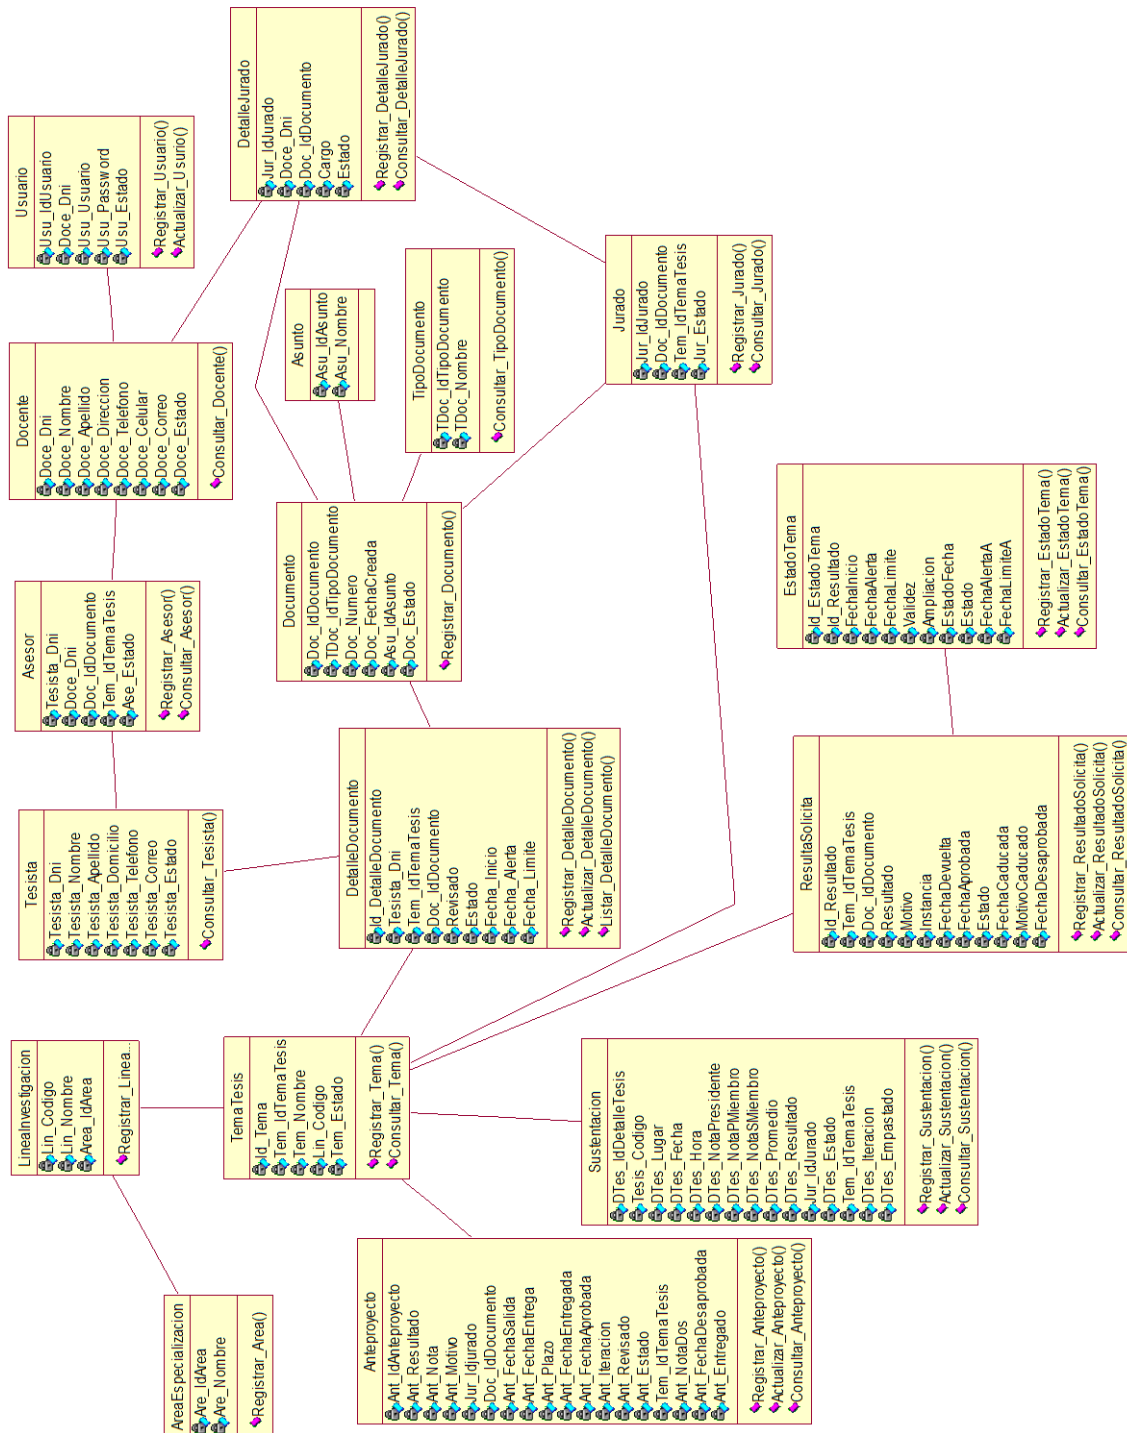 Usuario
Usu_IdUsuario
Doce_Dni
Usu_Usuario
Usu_Password
Usu_Estado
Registrar_Usuario()
Actualizar_Usurio()
DetalleJurado
Jur_IdJurado
Doce_Dni
Doc_IdDocumento
Cargo
Estado
Registrar_DetalleJurado()
Consultar_DetalleJurado()
Docente
Doce_Dni
Doce_Nombre
Doce_Apellido
Doce_Direccion
Doce_Telefono
Doce_Celular
Doce_Correo
Doce_Estado
Consultar_Docente()
Asunto
Asu_IdAsunto
Asu_Nombre
TipoDocumento
TDoc_IdTipoDocumento
TDoc_Nombre
Consultar_TipoDocumento()
Jurado
Jur_IdJurado
Doc_IdDocumento
Tem_IdTemaTesis
Jur_Estado
Registrar_Jurado()
Consultar_Jurado()
Asesor
Tesista_Dni
Doce_Dni
Doc_IdDocumento
Tem_IdTemaTesis
Ase_Estado
Registrar_Asesor()
Consultar_Asesor()
Documento
Doc_IdDocumento
TDoc_IdTipoDocumento
Doc_Numero
Doc_FechaCreada
Asu_IdAsunto
Doc_Estado
Registrar_Documento()
EstadoTema
Id_EstadoTema
Id_Resultado
FechaInicio
FechaAlerta
FechaLimite
Validez
Ampliacion
EstadoFecha
Estado
FechaAlertaA
FechaLimiteA
Registrar_EstadoTema()
Actualizar_EstadoTema()
Consultar_EstadoTema()
Tesista
Tesista_Dni
Tesista_Nombre
Tesista_Apellido
Tesista_Domicilio
Tesista_Telefono
Tesista_Correo
Tesista_Estado
Consultar_Tesista()
DetalleDocumento
Id_DetalleDocumento
Tesista_Dni
Tem_IdTemaTesis
Doc_IdDocumento
Revisado
Estado
Fecha_Inicio
Fecha_Alerta
Fecha_Limite
Registrar_DetalleDocumento()
Actualizar_DetalleDocumento()
Listar_DetalleDocumento()
ResultaSolicita
Id_Resultado
Tem_IdTemaTesis
Doc_IdDocumento
Resultado
Motivo
Instancia
FechaDevuelta
FechaAprobada
Estado
FechaCaducada
MotivoCaducado
FechaDesaprobada
Registrar_ResultadoSolicita()
Actualizar_ResultadoSolicita()
Consultar_ResultadoSolicita()
LineaInvestigacion
Lin_Codigo
Lin_Nombre
Area_IdArea
Registrar_Linea...
TemaTesis
Id_Tema
Tem_IdTemaTesis
Tem_Nombre
Lin_Codigo
Tem_Estado
Registrar_Tema()
Consultar_Tema()
Sustentacion
DTes_IdDetalleTesis
Tesis_Codigo
DTes_Lugar
DTes_Fecha
DTes_Hora
DTes_NotaPresidente
DTes_NotaPMiembro
DTes_NotaSMiembro
DTes_Promedio
DTes_Resultado
Jur_IdJurado
DTes_Estado
Tem_IdTemaTesis
DTes_Iteracion
DTes_Empastado
Registrar_Sustentacion()
Actualizar_Sustentacion()
Consultar_Sustentacion()
AreaEspecializacion
Are_IdArea
Are_Nombre
Registrar_Area()
Anteproyecto
Ant_IdAnteproyecto
Ant_Resultado
Ant_Nota
Ant_Motivo
Jur_Idjurado
Doc_IdDocumento
Ant_FechaSalida
Ant_FechaEntrega
Ant_Plazo
Ant_FechaEntregada
Ant_FechaAprobada
Ant_Iteracion
Ant_Revisado
Ant_Estado
Tem_IdTemaTesis
Ant_NotaDos
Ant_FechaDesaprobada
Ant_Entregado
Registrar_Anteproyecto()
Actualizar_Anteproyecto()
Consultar_Anteproyecto()